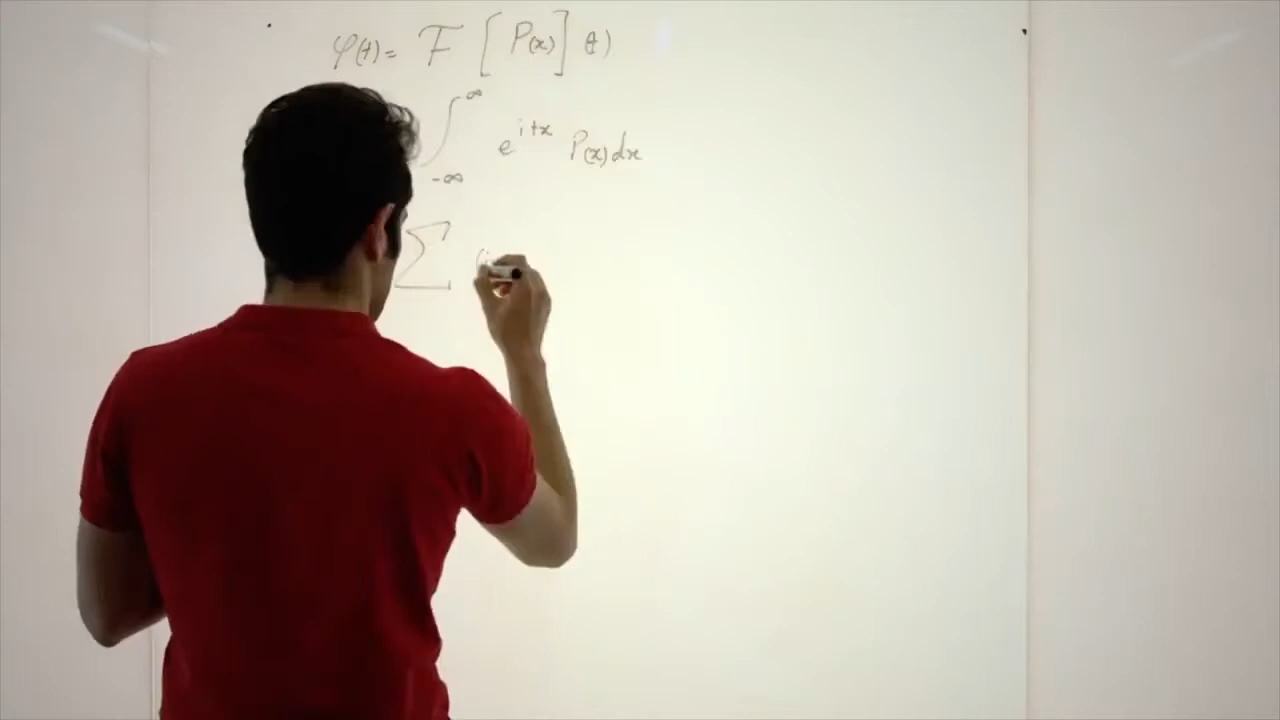 φ(t) = F [P(x)] (t)
∫_{-∞}^{∞} e^{itx} P(x) dx
∑ (i